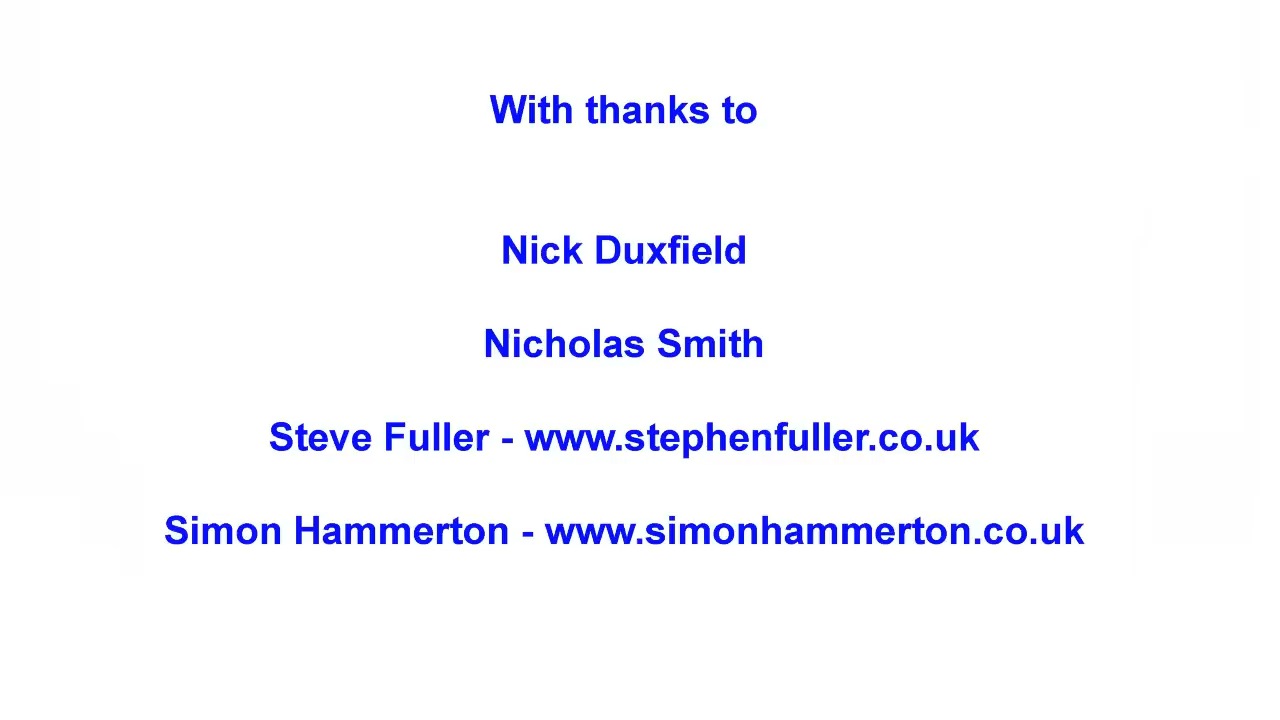 With thanks to
Nick Duxfield
Nicholas Smith
Steve Fuller - www.stephenfuller.co.uk
Simon Hammerton - www.simonhammerton.co.uk